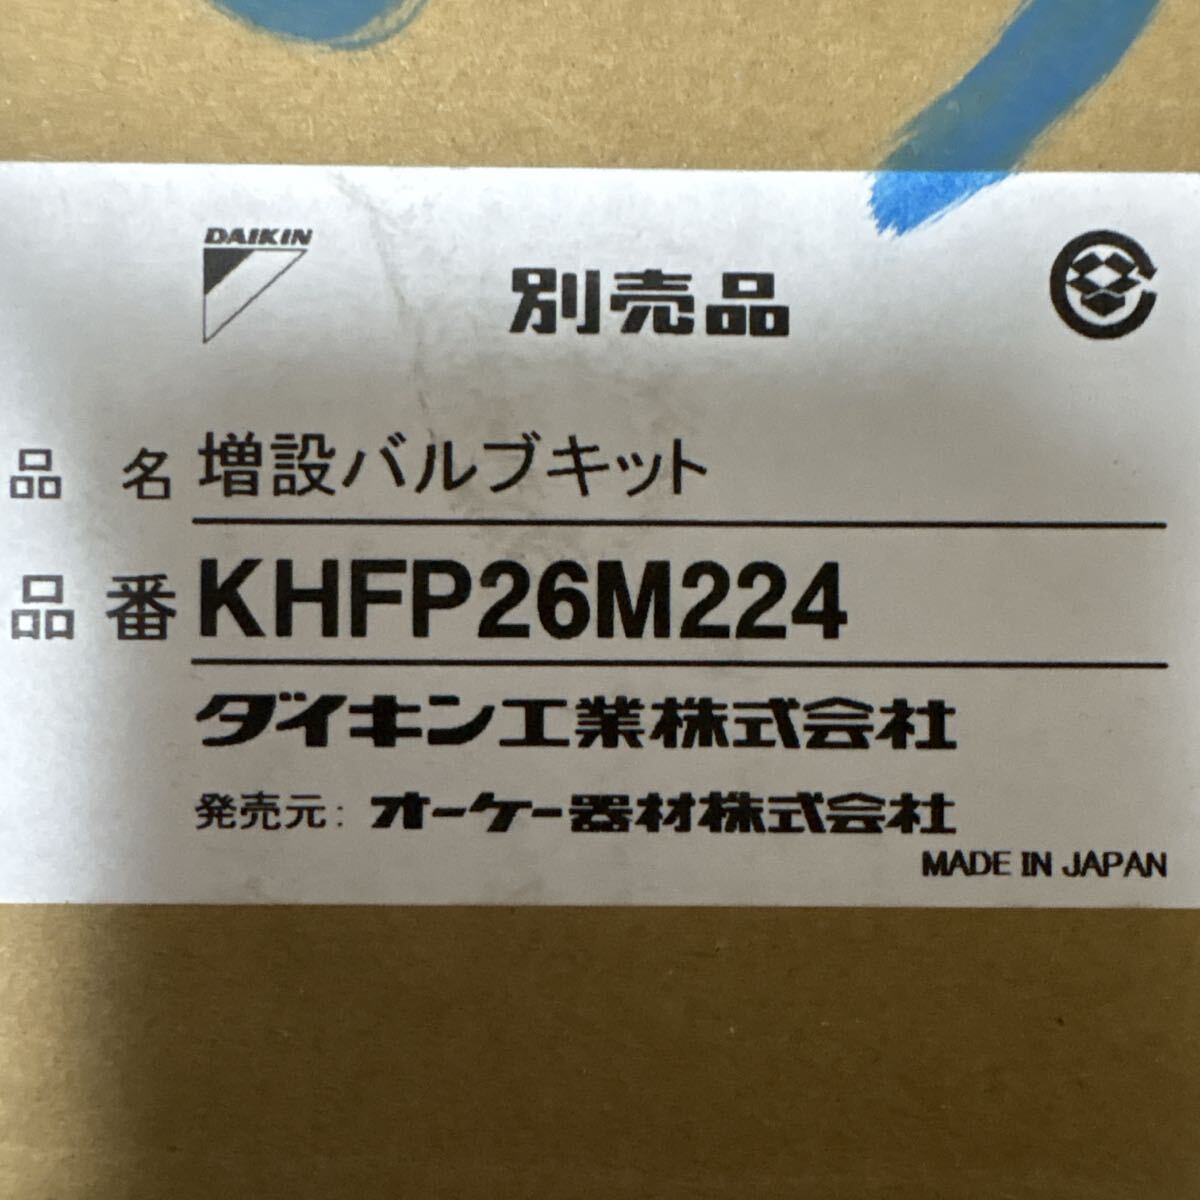 DAIKIN
別売品
品 名 増設バルブキット
品 番 KHFP26M224
ダイキン工業株式会社
発売元: オーケー器材株式会社
MADE IN JAPAN